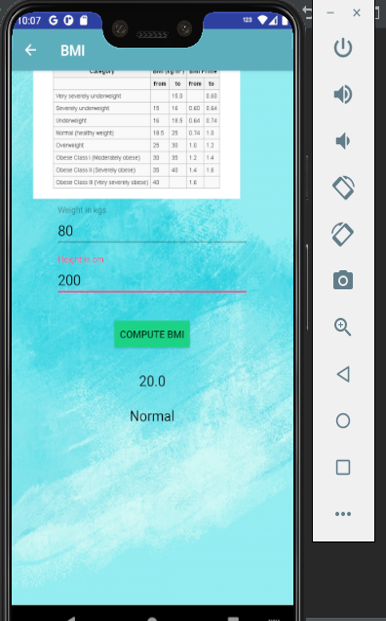 10:07 G 123
BMI
Category BMI (kg/m²) BMI Prime
from to from to
Very severely underweight 15.0 0.60
Severely underweight 15 16 0.60 0.64
Underweight 16 18.5 0.64 0.74
Normal (healthy weight) 18.5 25 0.74 1.0
Overweight 25 30 1.0 1.2
Obese Class I (Moderately obese) 30 35 1.2 1.4
Obese Class II (Severely obese) 35 40 1.4 1.6
Obese Class III (Very severely obese) 40 1.6
Weight in kgs
80
Height in cm
200
COMPUTE BMI
20.0
Normal